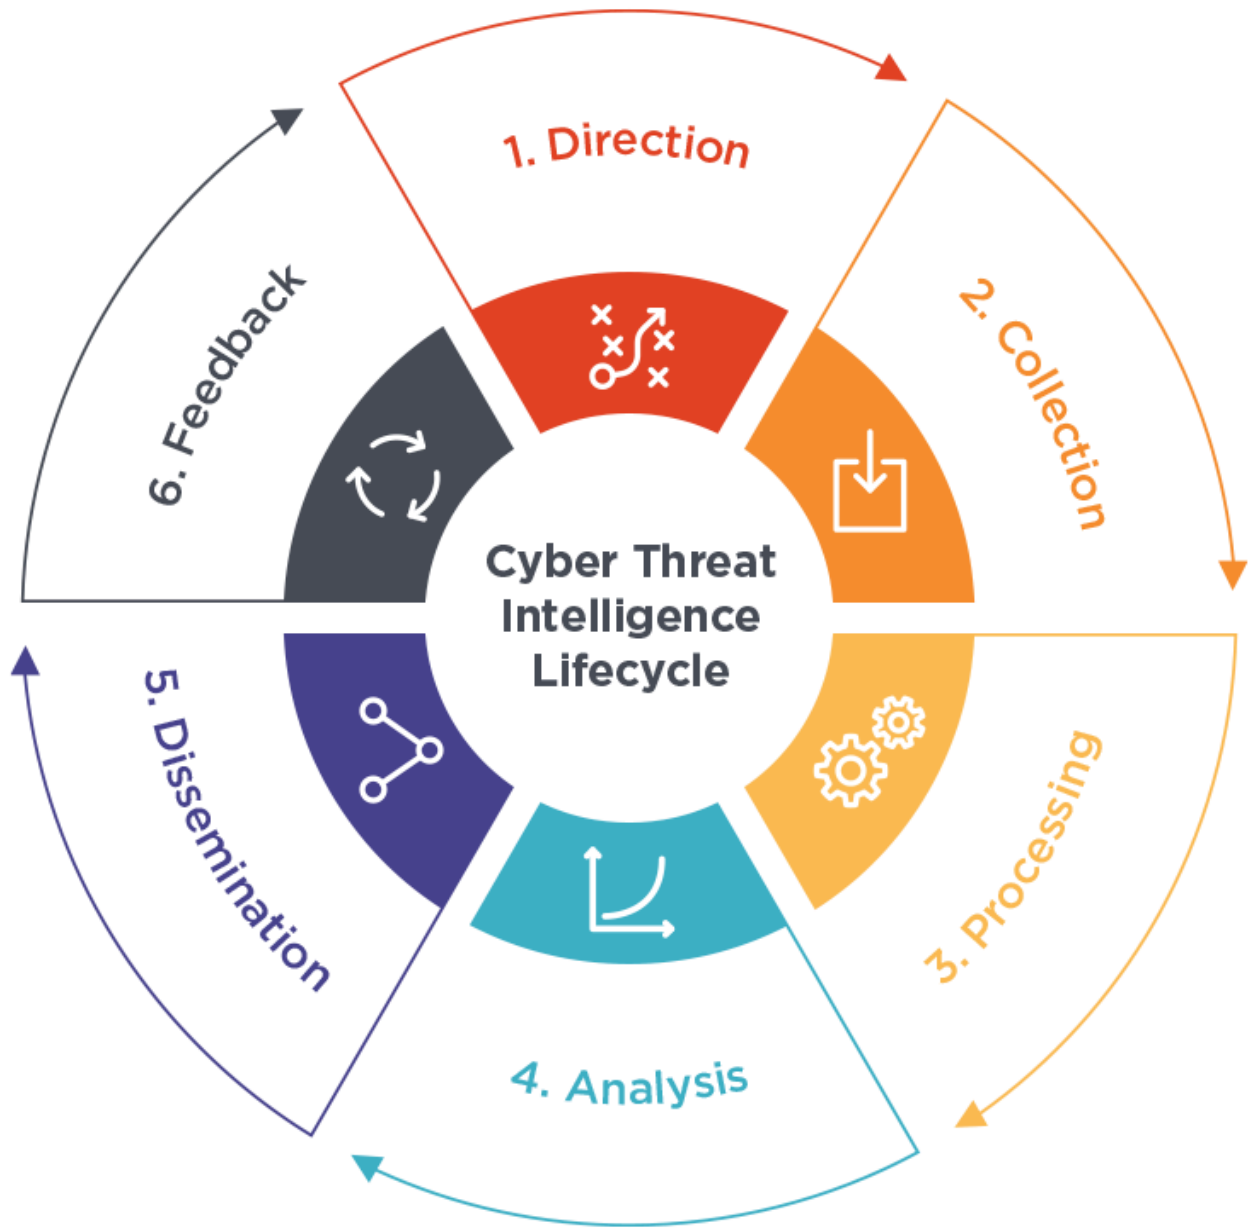 1. Direction
2. Collection
3. Processing
4. Analysis
5. Dissemination
6. Feedback
Cyber Threat
Intelligence
Lifecycle